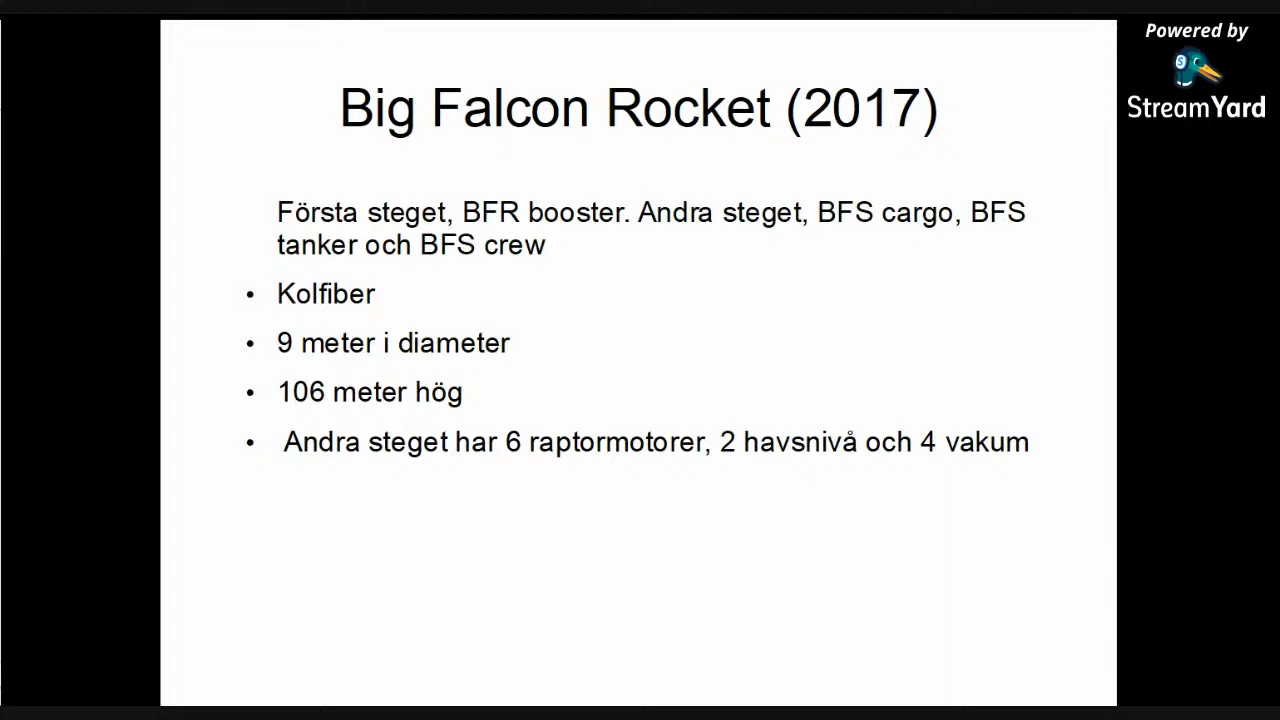 Powered by
StreamYard
Big Falcon Rocket (2017)
Första steget, BFR booster. Andra steget, BFS cargo, BFS
tanker och BFS crew
• Kolfiber
• 9 meter i diameter
• 106 meter hög
• Andra steget har 6 raptormotorer, 2 havsnivå och 4 vakum